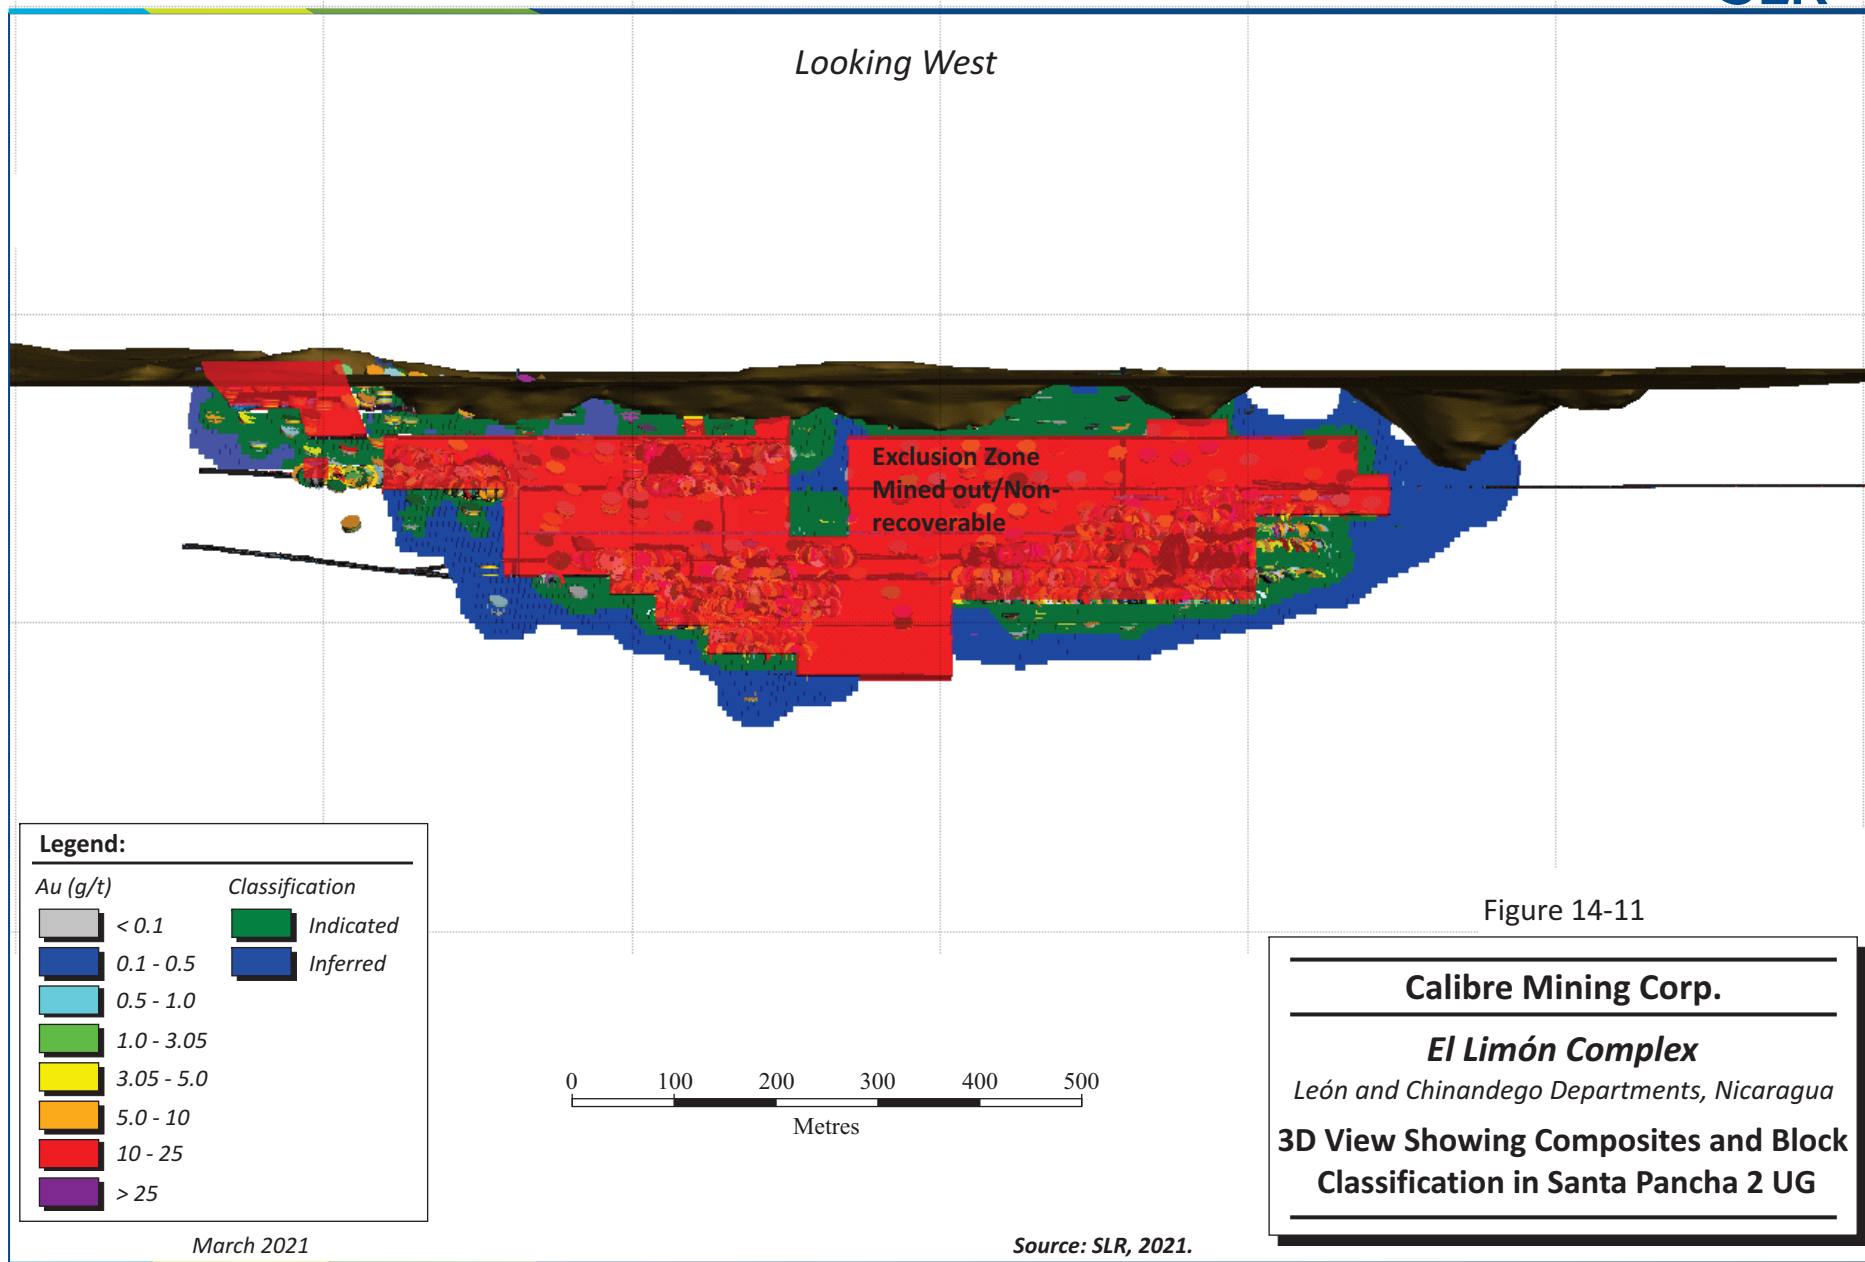 Looking West
Exclusion Zone
Mined out/Non-
recoverable
Legend:
Au (g/t)
Classification
< 0.1
Indicated
0.1 - 0.5
Inferred
0.5 - 1.0
1.0 - 3.05
3.05 - 5.0
5.0 - 10
10 - 25
> 25
0 100 200 300 400 500
Metres
Figure 14-11
Calibre Mining Corp.
El Limón Complex
León and Chinandego Departments, Nicaragua
3D View Showing Composites and Block
Classification in Santa Pancha 2 UG
March 2021
Source: SLR, 2021.